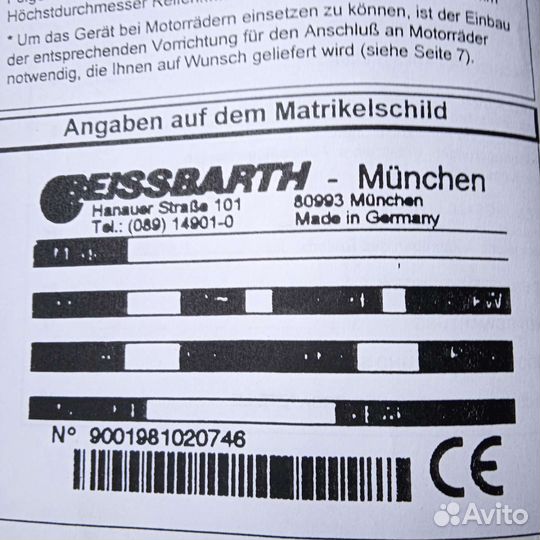 Höchstdurchmesser
* Um das Gerät bei Motorrädern einsetzen zu können, ist der Einbau
der entsprechenden Vorrichtung für den Anschluß an Motorräder
notwendig, die Ihnen auf Wunsch geliefert wird (siehe Seite 7).
Angaben auf dem Matrikelschild
BEISSBARTH - München
Hanauer Straße 101 80993 München
Tel.: (089) 14901-0 Made in Germany
N° 9001981020746
CE
Avito